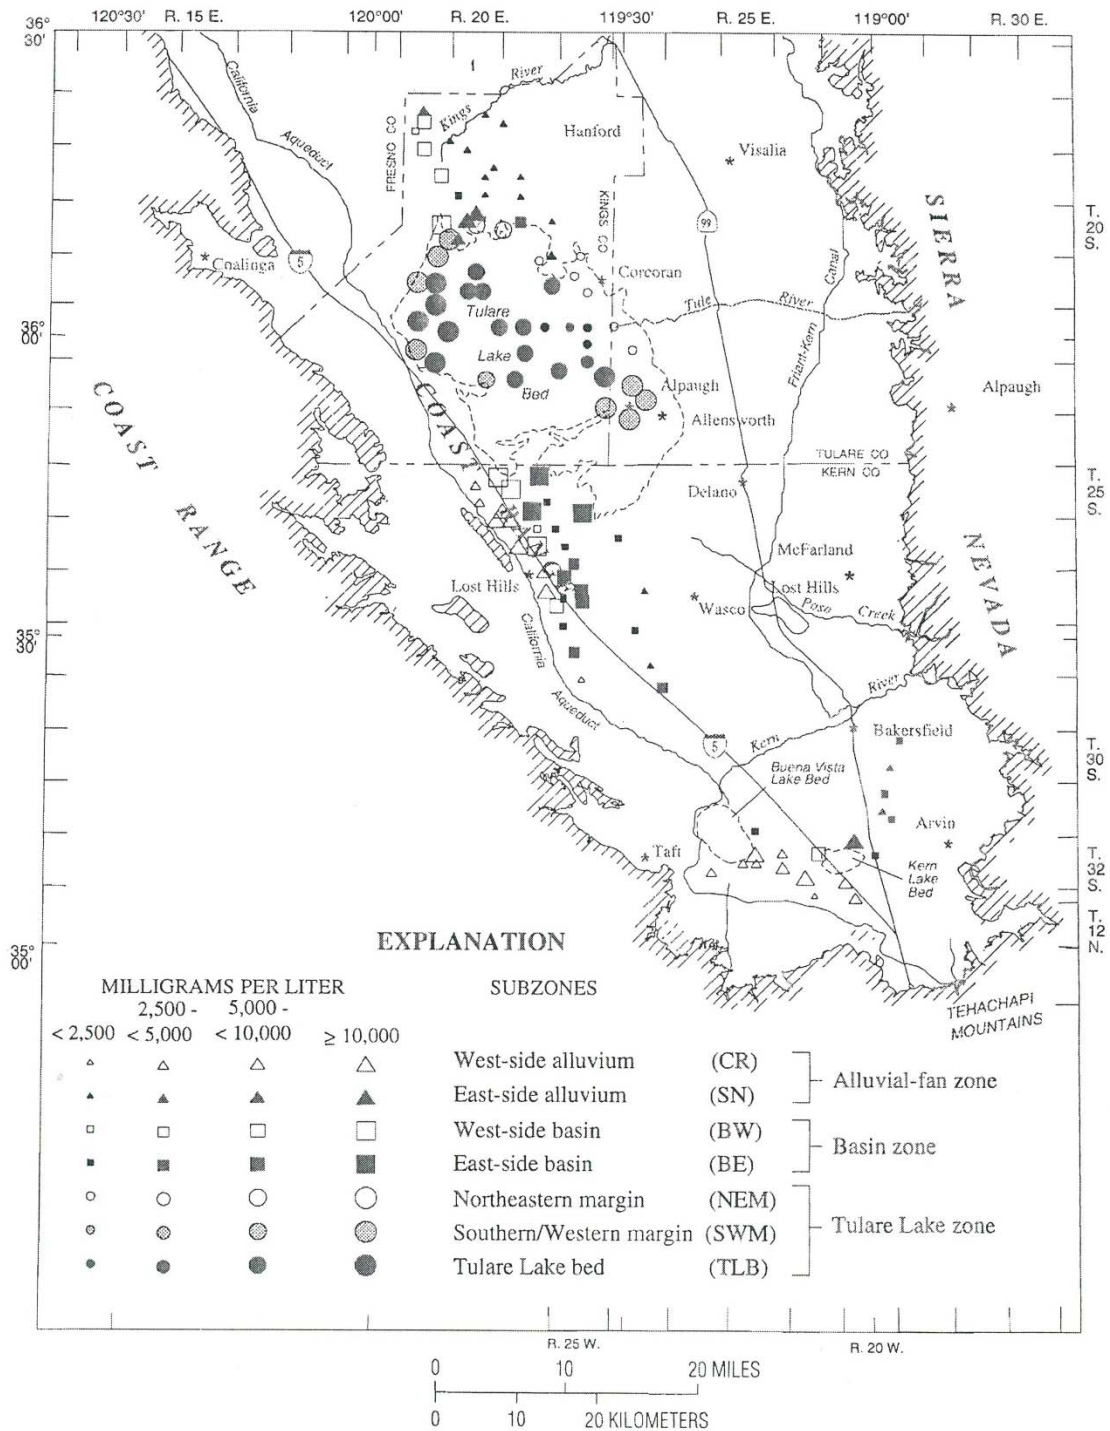 120°30' R. 15 E. 120°00' R. 20 E. 119°30' R. 25 E. 119°00' R. 30 E.
36°
30'
California
Aqueduct
Kings
River
FRESNO CO
KINGS CO
Hanford
Visalia
99
SIERRA
T.
20
S.
Coalinga
5
Corcoran
Canal
Tule River
Friant-Kern
36°
00'
Tulare
Lake
Bed
Alpaugh
Allensworth
Alpaugh
COAST
TULARE CO
KERN CO
COAST
RANGE
Delano
T.
25
S.
McFarland
Lost Hills
Lost Hills
Wasco
Poso
Creek
NEVADA
35°
30'
California
Aqueduct
River
Kern
5
Bakersfield
Buena Vista
Lake Bed
T.
30
S.
Taft
Arvin
Kern
Lake
Bed
T.
32
S.
T.
12
N.
35°
00'
TEHACHAPI
MOUNTAINS
EXPLANATION
MILLIGRAMS PER LITER SUBZONES
2,500 - 5,000 -
< 2,500 < 5,000 < 10,000 ≥ 10,000
West-side alluvium (CR)
East-side alluvium (SN)
Alluvial-fan zone
West-side basin (BW)
East-side basin (BE)
Basin zone
Northeastern margin (NEM)
Southern/Western margin (SWM)
Tulare Lake bed (TLB)
Tulare Lake zone
R. 25 W. R. 20 W.
0 10 20 MILES
0 10 20 KILOMETERS